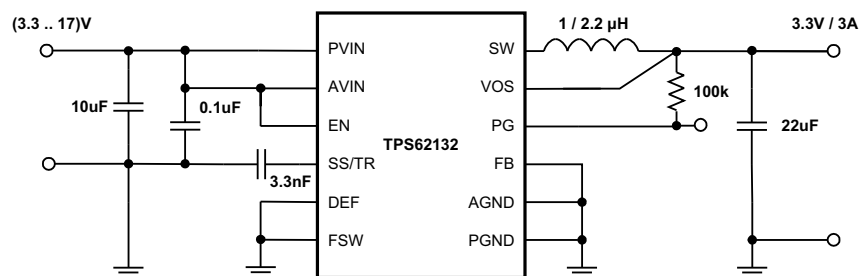 (3.3 .. 17)V
1 / 2.2 µH
3.3V / 3A
PVIN
SW
AVIN
VOS
10uF
0.1uF
100k
EN
PG
22uF
TPS62132
SS/TR
FB
3.3nF
DEF
AGND
FSW
PGND